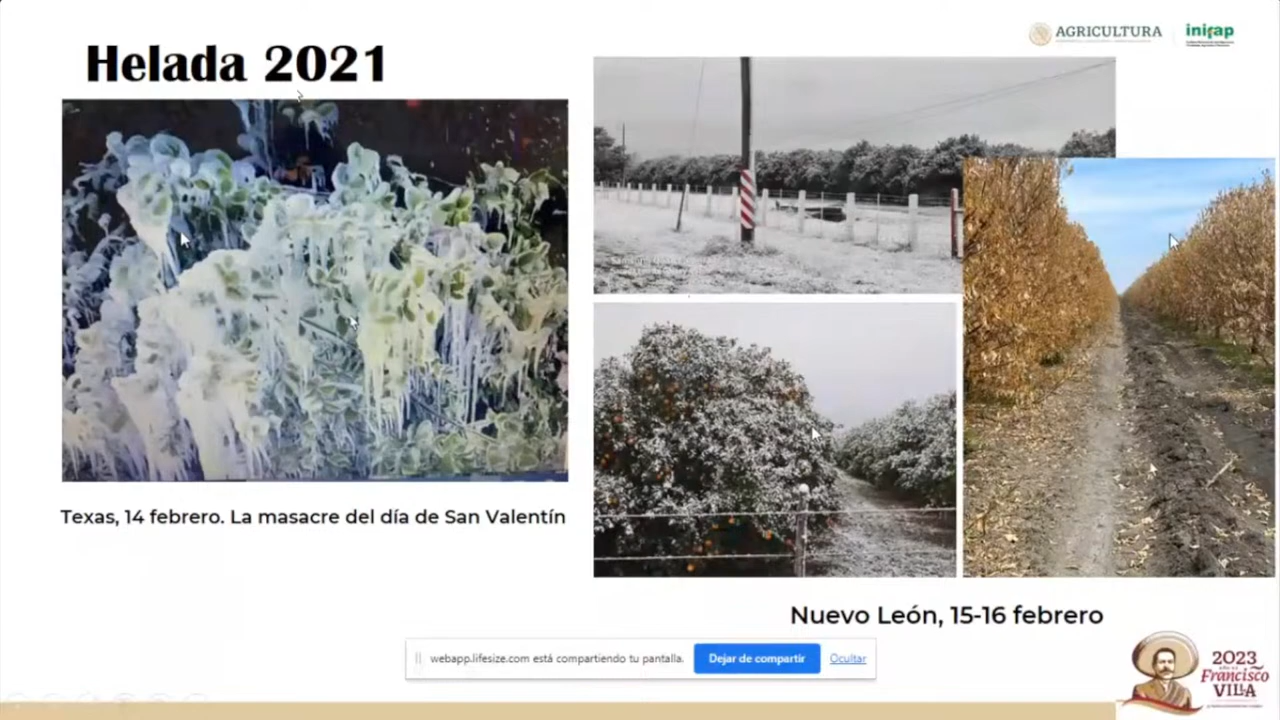 AGRICULTURA
inifap
Helada 2021
Texas, 14 febrero. La masacre del día de San Valentín
Nuevo León, 15-16 febrero
webapp.lifesize.com está compartiendo tu pantalla.
Dejar de compartir
Ocultar
2023
Francisco
VILLA